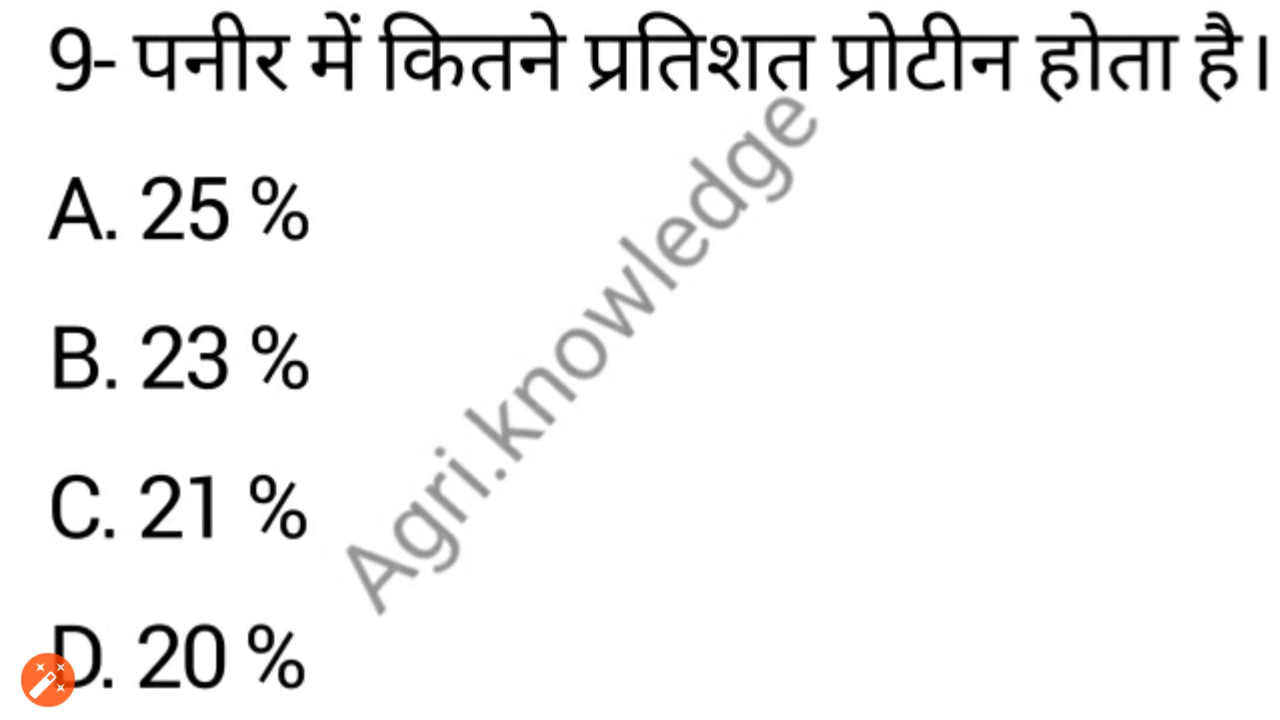 9- पनीर में कितने प्रतिशत प्रोटीन होता है।
A. 25 %
B. 23 %
C. 21 %
D. 20 %
Agri.knowledge